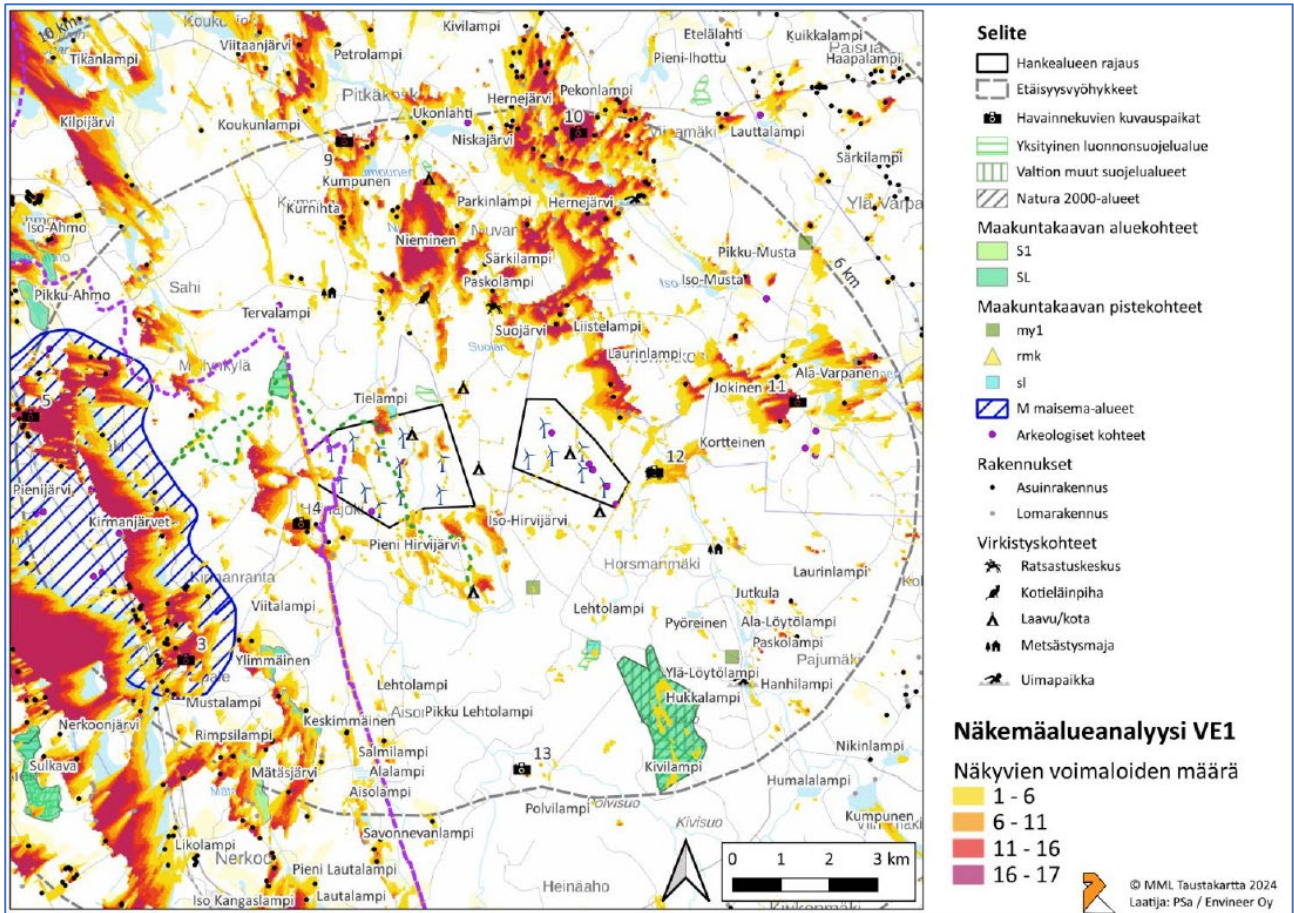 10 km
Koukujoki
Kivilampi
Etelälahti
Kuikkalampi
Viitaanjärvi
Tikanlampi
Petrolampi
Pieni-Ihottu
Haapalampi
Pitkäkoski
Hernejärvi
Pekonlampi
Kilpijärvi
Koukunlampi
Ukonlahti
10
Lauttalampi
9
Niskajärvi
Särkilampi
Kumpunen
Kurnihta
Parkinlampi
Hernejärvi
Iso-Ahmo
Nieminen
Särkilampi
Pikku-Musta
6 km
Pikku-Ahmo
Sahi
Paskolampi
Iso-Musta
Tervalampi
Suojärvi
Liistelampi
Laurinlampi
Jokinen
11
Ala-Varpanen
5
Tielampi
Kortteinen
12
Pienijärvi
4
Kirmanjärvet
Iso-Hirvijärvi
Pieni Hirvijärvi
Horsmanmäki
Kirmanranta
Laurinlampi
Viitalampi
Lehtolampi
Jutkula
Pyöreinen
Ala-Löytölampi
3
Ylimmäinen
Paskolampi
Pajumäki
Mustalampi
Lehtolampi
Ylä-Löytölampi
Hanhilampi
Nerkoonjärvi
Pikku Lehtolampi
Hukkalampi
Rimpsilampi
Keskimmäinen
13
Salmilampi
Nikinlampi
Sulkava
Mätäsjärvi
Alalampi
Kivilampi
Humalalampi
Aisolampi
Polvilampi
Polvisuo
Kumpunen
Savonnevanlampi
Kivisuo
Likolampi
Pieni Lautalampi
Heinäaho
Iso Kangaslampi
Lautalampi
0 1 2 3 km
Selite
Hankealueen rajaus
Etäisyysvyöhykkeet
Havainnekuvien kuvauspaikat
Yksityinen luonnonsuojelualue
Valtion muut suojelualueet
Natura 2000-alueet
Maakuntakaavan aluekohteet
S1
SL
Maakuntakaavan pistekohteet
my1
rmk
sl
M maisema-alueet
Arkeologiset kohteet
Rakennukset
Asuinrakennus
Lomarakennus
Virkistyskohteet
Ratsastuskeskus
Kotieläinpiha
Laavu/kota
Metsästysmaja
Uimapaikka
Näkemäalueanalyysi VE1
Näkyvien voimaloiden määrä
1 - 6
6 - 11
11 - 16
16 - 17
© MML Taustakartta 2024
Laatija: PSa / Envineer Oy